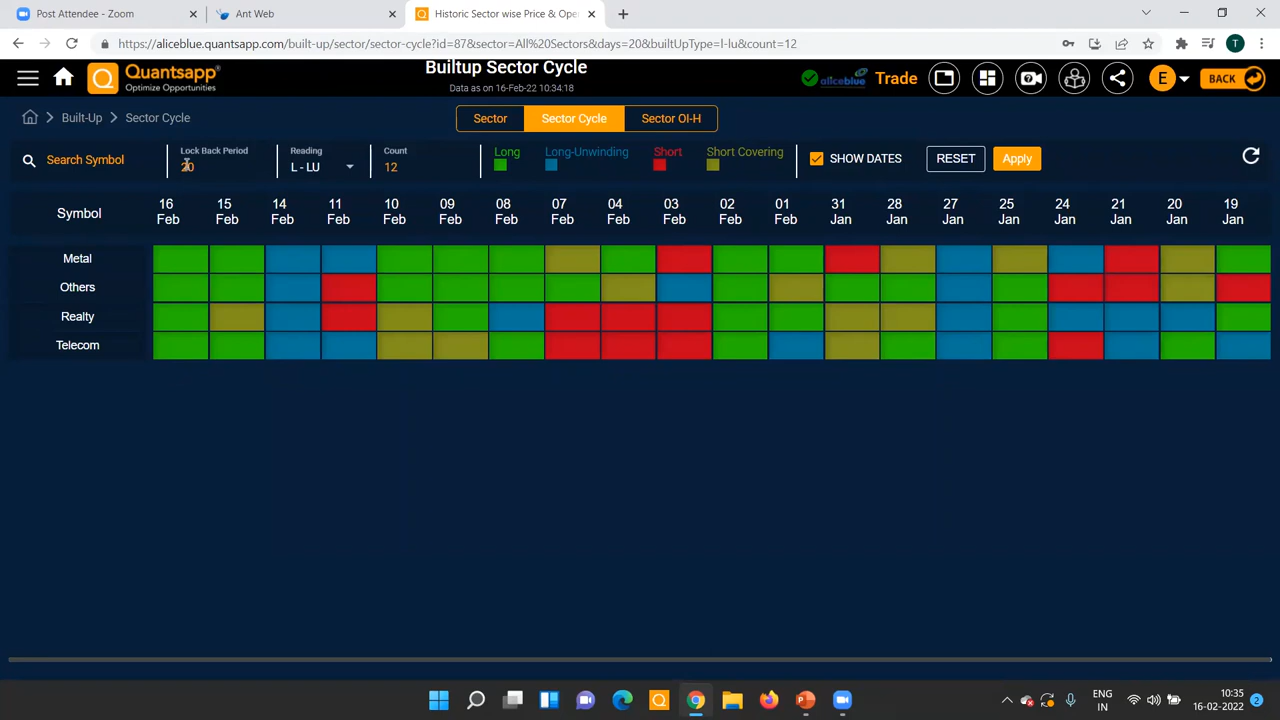 Post Attendee - Zoom
Ant Web
Historic Sector wise Price & Ope
https://aliceblue.quantsapp.com/built-up/sector/sector-cycle?id=87&sector=All%20Sectors&days=20&builtUpType=l-lu&count=12
T
Quantsapp
Optimize Opportunities
Builtup Sector Cycle
Data as on 16-Feb-22 10:34:18
aliceblue
Trade
E
BACK
Built-Up
Sector Cycle
Sector
Sector Cycle
Sector OI-H
Search Symbol
Lock Back Period
20
Reading
L - LU
Count
12
Long
Long-Unwinding
Short
Short Covering
SHOW DATES
RESET
Apply
Symbol
16 Feb
15 Feb
14 Feb
11 Feb
10 Feb
09 Feb
08 Feb
07 Feb
04 Feb
03 Feb
02 Feb
01 Feb
31 Jan
28 Jan
27 Jan
25 Jan
24 Jan
21 Jan
20 Jan
19 Jan
Metal
Others
Realty
Telecom
ENG
IN
10:35
16-02-2022
2